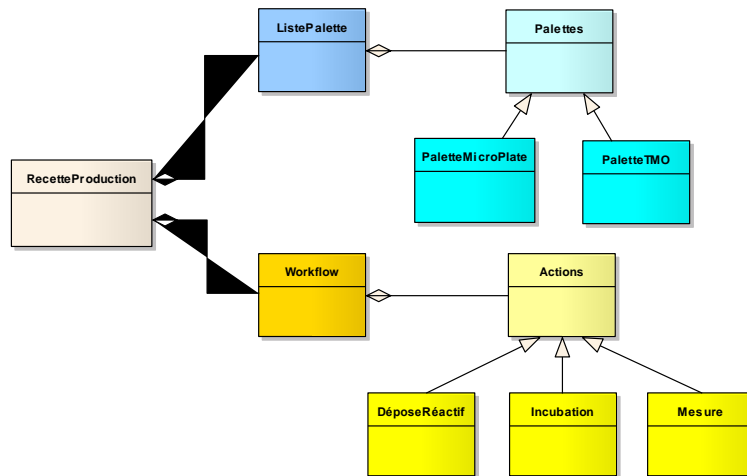 ListePalette
Palettes
PaletteMicroPlate
PaletteTMO
RecetteProduction
Workflow
Actions
DéposeRéactif
Incubation
Mesure